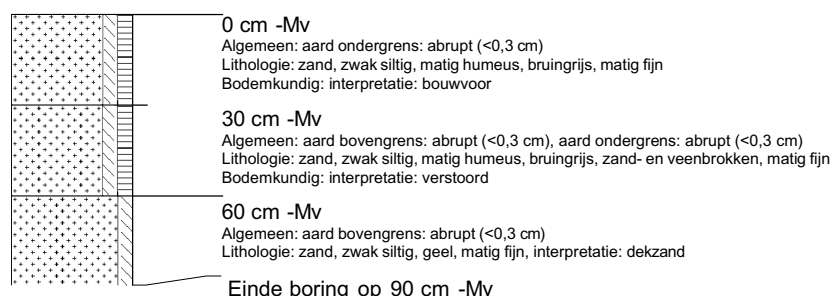 0 cm -Mv
Algemeen: aard ondergrens: abrupt (<0,3 cm)
Lithologie: zand, zwak siltig, matig humeus, bruingrijs, matig fijn
Bodemkundig: interpretatie: bouwvoor
30 cm -Mv
Algemeen: aard bovengrens: abrupt (<0,3 cm), aard ondergrens: abrupt (<0,3 cm)
Lithologie: zand, zwak siltig, matig humeus, bruingrijs, zand- en veenbrokken, matig fijn
Bodemkundig: interpretatie: verstoord
60 cm -Mv
Algemeen: aard bovengrens: abrupt (<0,3 cm)
Lithologie: zand, zwak siltig, geel, matig fijn, interpretatie: dekzand
Einde boring op 90 cm -Mv